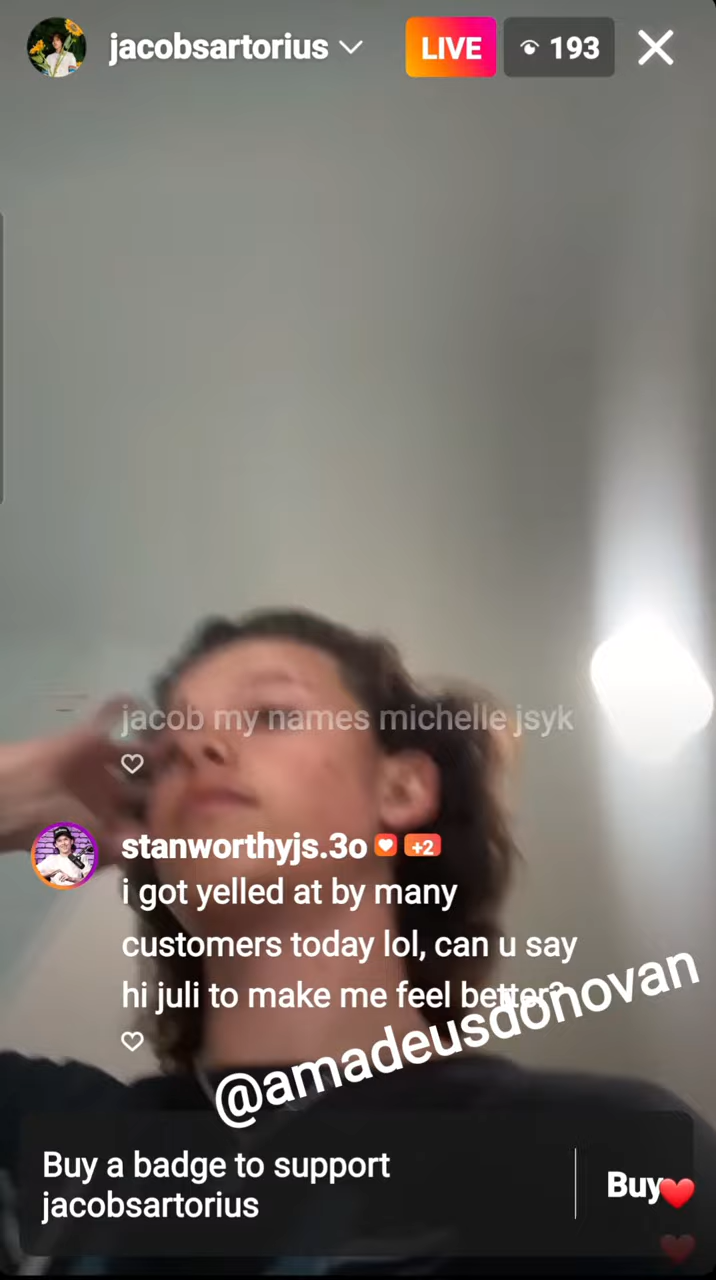 jacobsartorius LIVE 193
jacob my names michelle jsyk
stanworthyjs.3o +2
i got yelled at by many
customers today lol, can u say
hi juli to make me feel better?
@amadeusdonovan
Buy a badge to support
jacobsartorius
Buy